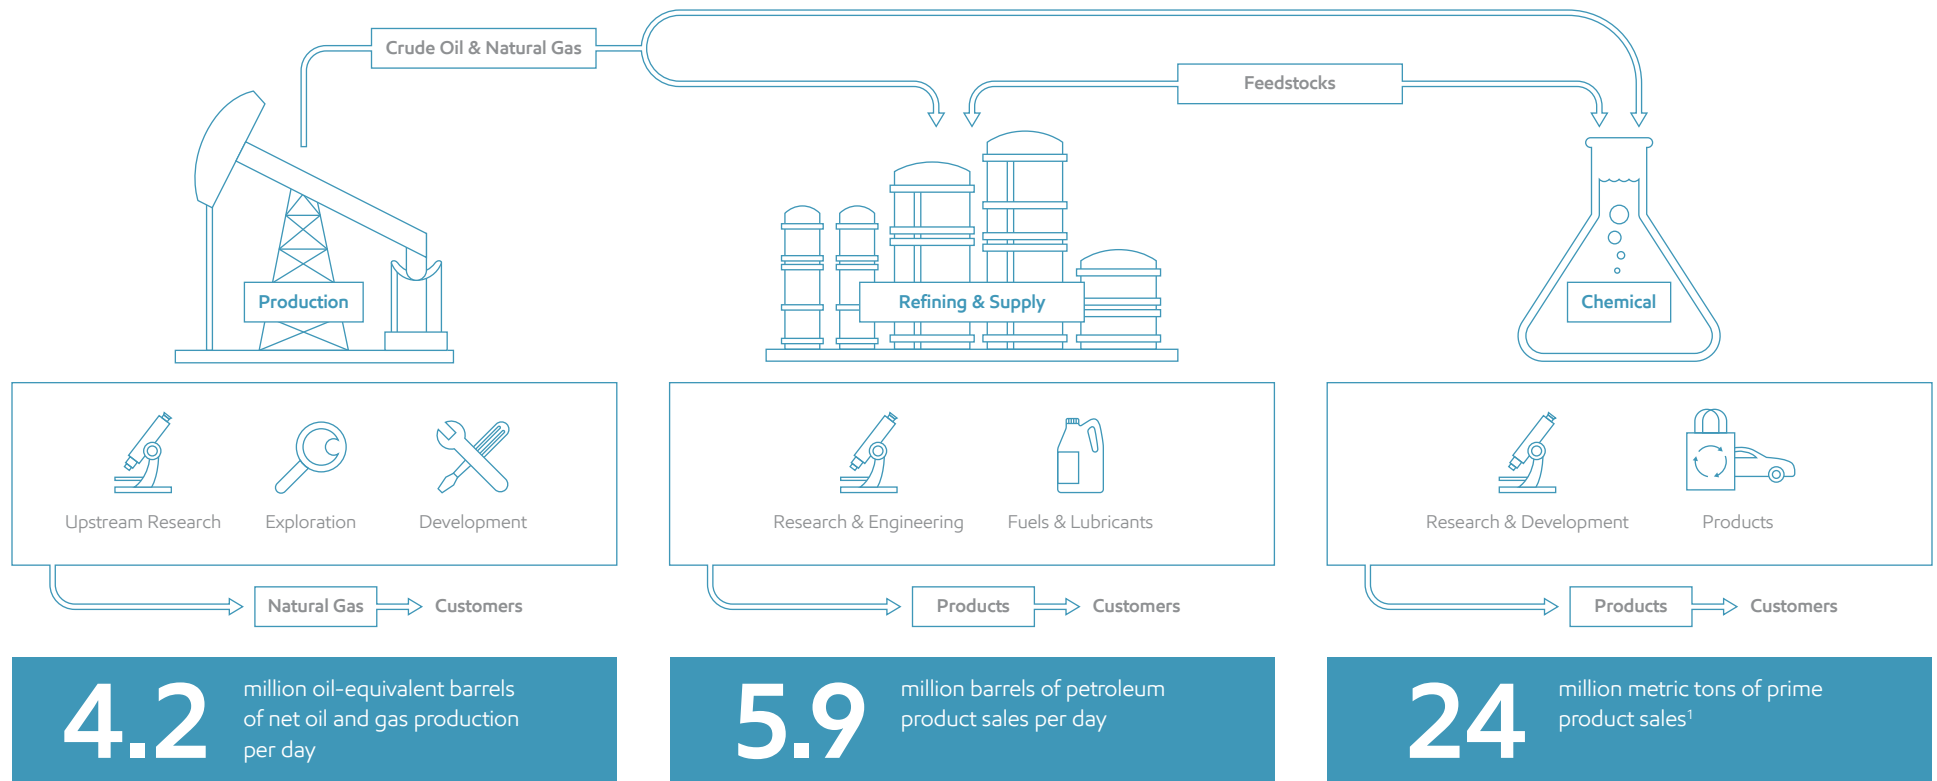 Crude Oil & Natural Gas
Feedstocks
Production
Refining & Supply
Chemical
Upstream Research
Exploration
Development
Research & Engineering
Fuels & Lubricants
Research & Development
Products
Natural Gas
Customers
Products
Customers
Products
Customers
4.2
million oil-equivalent barrels
of net oil and gas production
per day
5.9
million barrels of petroleum
product sales per day
24
million metric tons of prime
product sales¹